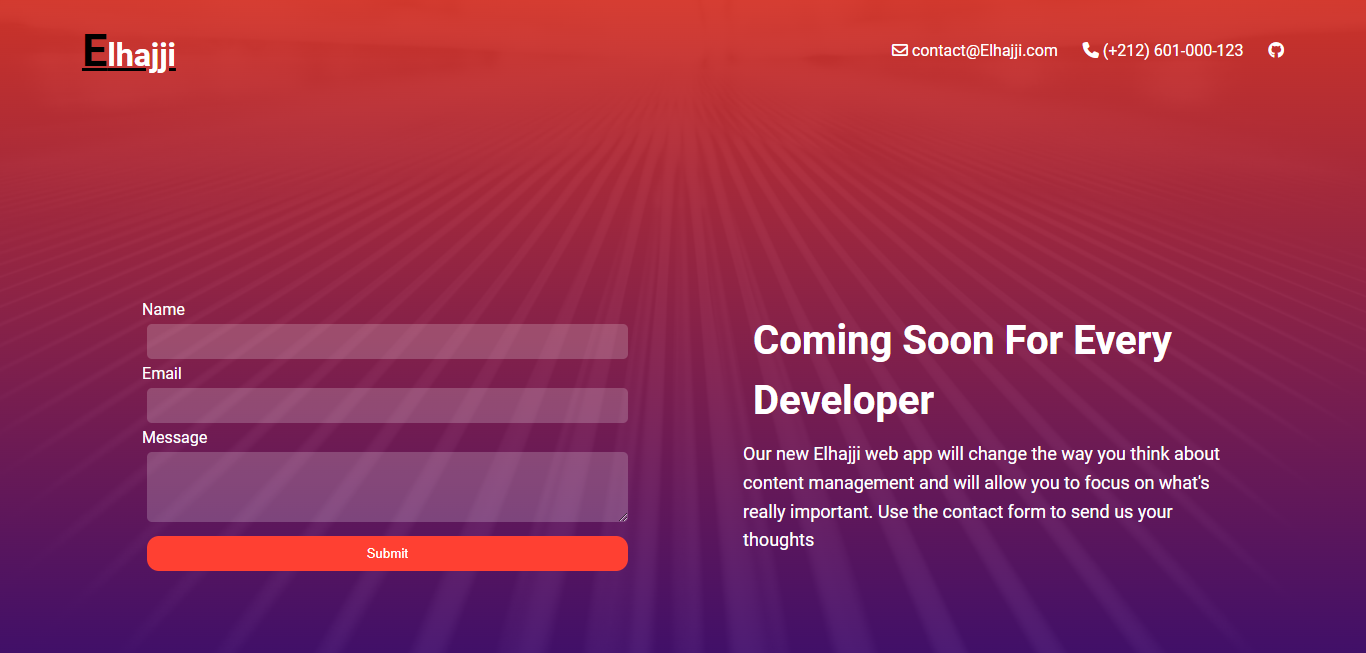 Elhajji
contact@Elhajji.com (+212) 601-000-123
Name
Email
Message
Submit
Coming Soon For Every
Developer
Our new Elhajji web app will change the way you think about
content management and will allow you to focus on what's
really important. Use the contact form to send us your
thoughts